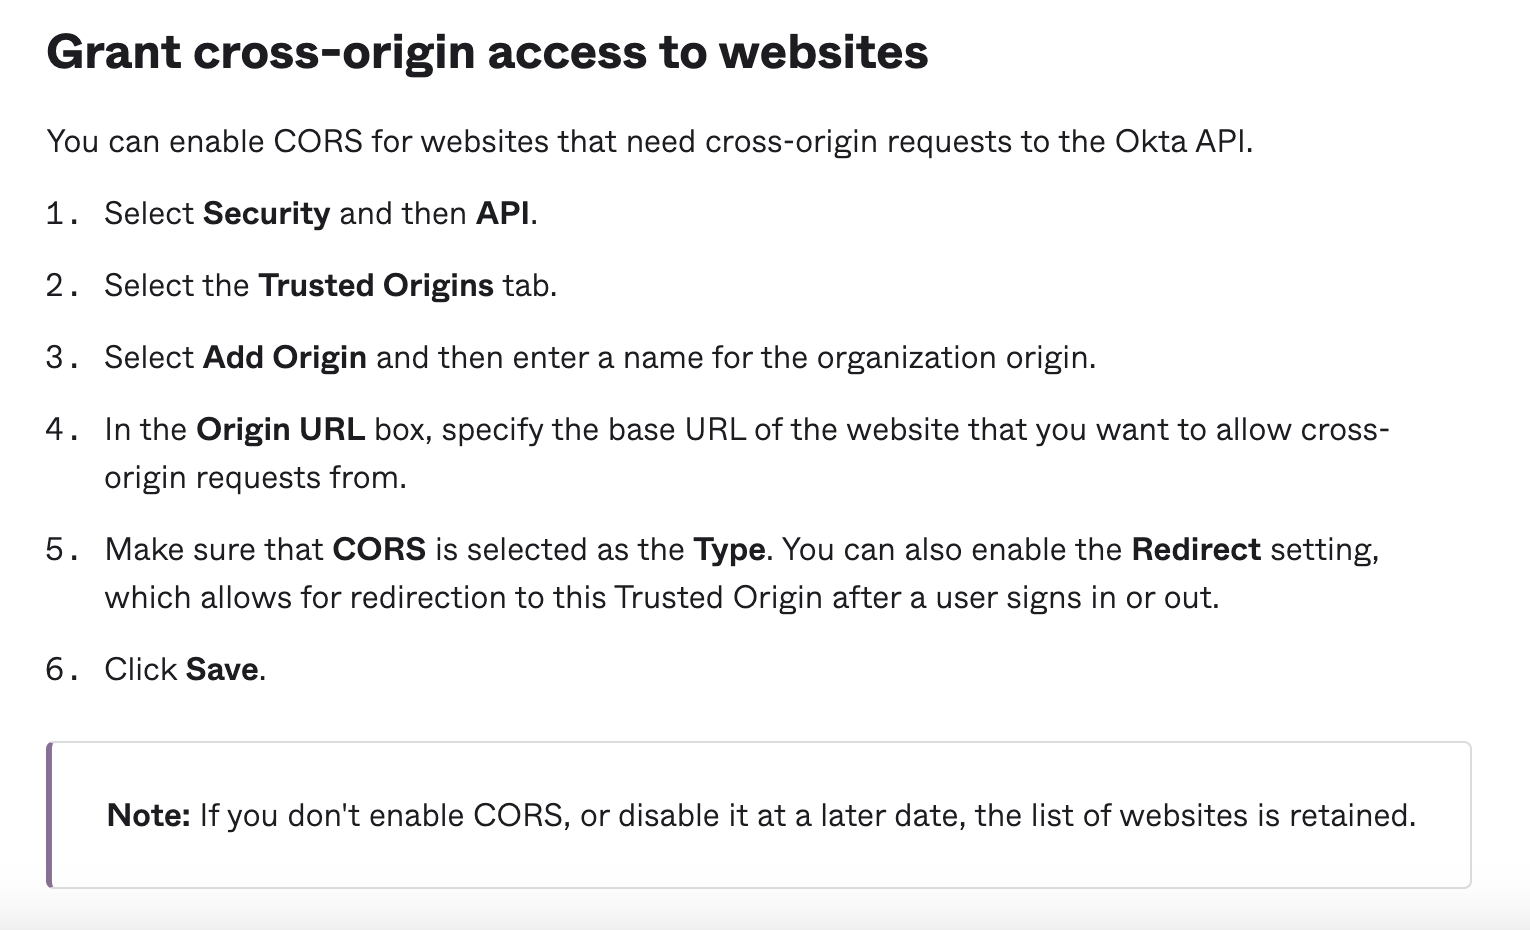 Grant cross-origin access to websites
You can enable CORS for websites that need cross-origin requests to the Okta API.
1. Select Security and then API.
2. Select the Trusted Origins tab.
3. Select Add Origin and then enter a name for the organization origin.
4. In the Origin URL box, specify the base URL of the website that you want to allow cross-
origin requests from.
5. Make sure that CORS is selected as the Type. You can also enable the Redirect setting,
which allows for redirection to this Trusted Origin after a user signs in or out.
6. Click Save.
Note: If you don't enable CORS, or disable it at a later date, the list of websites is retained.